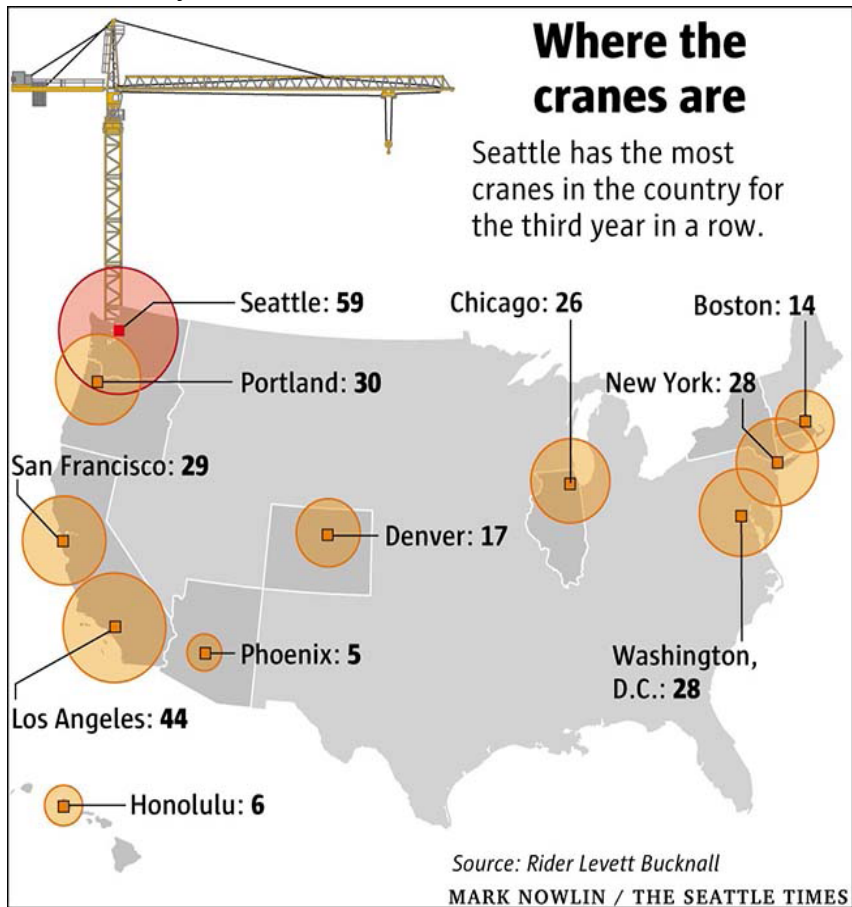 Where the
cranes are
Seattle has the most
cranes in the country for
the third year in a row.
Seattle: 59
Chicago: 26
Boston: 14
Portland: 30
New York: 28
San Francisco: 29
Denver: 17
Phoenix: 5
Washington,
D.C.: 28
Los Angeles: 44
Honolulu: 6
Source: Rider Levett Bucknall
MARK NOWLIN / THE SEATTLE TIMES